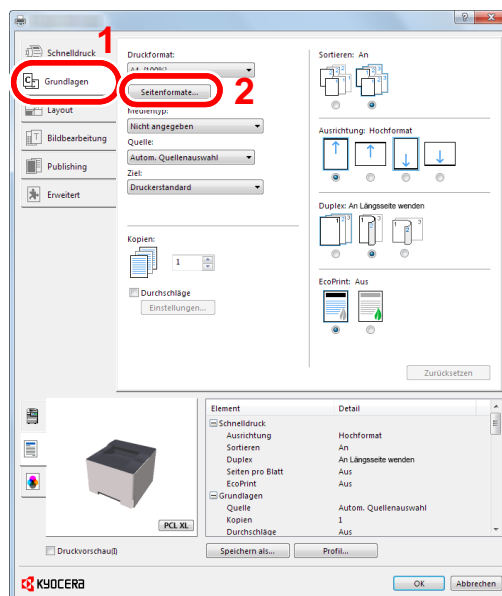 1
Schnelldruck
Grundlagen
Layout
Bildbearbeitung
Publishing
Erweitert
Druckformat:
A4 [100%]
Seitenformate...
2
Medientyp:
Nicht angegeben
Quelle:
Autom. Quellenauswahl
Ziel:
Druckerstandard
Kopien:
1
Durchschläge
Einstellungen...
Sortieren: An
Ausrichtung: Hochformat
Duplex: An Längsseite wenden
EcoPrint: Aus
Zurücksetzen
PCL XL
Druckvorschau(I)
Element Detail
Schnelldruck
Ausrichtung Hochformat
Sortieren An
Duplex An Längsseite wenden
Seiten pro Blatt Aus
EcoPrint Aus
Grundlagen
Quelle Autom. Quellenauswahl
Kopien 1
Durchschläge Aus
Speichern als... Profil...
KYOCERA
OK Abbrechen